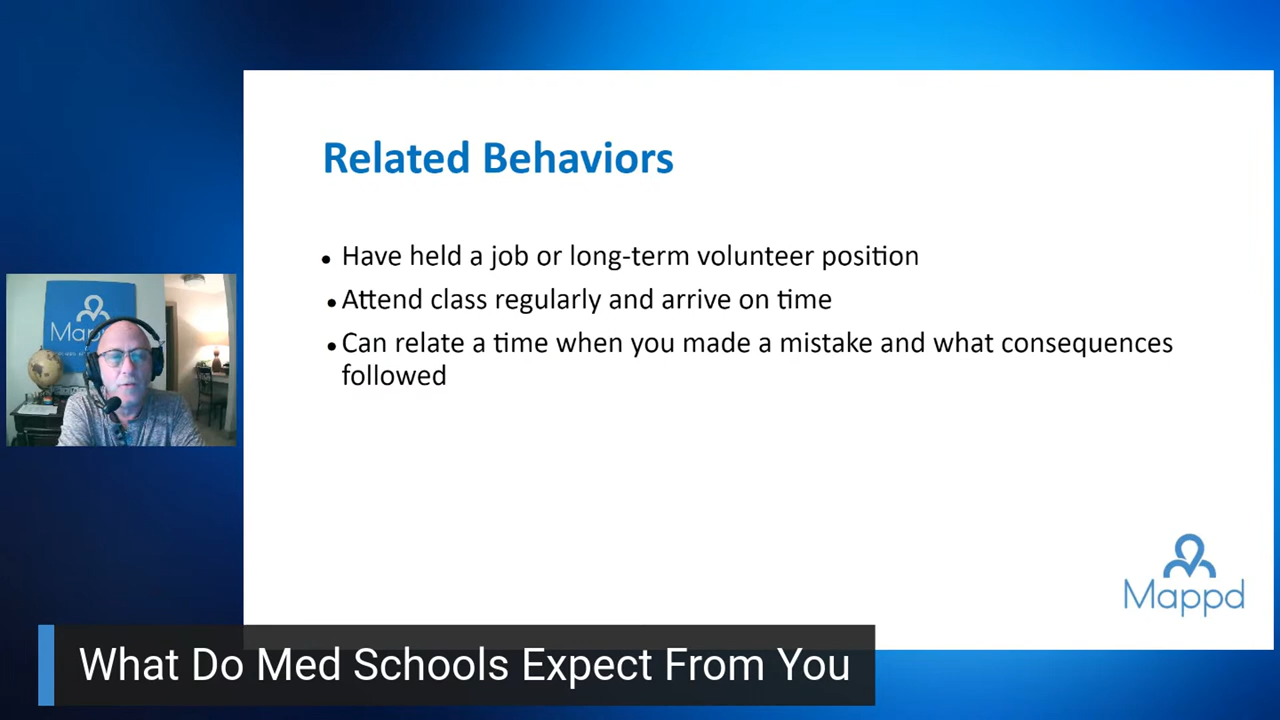 Related Behaviors
• Have held a job or long-term volunteer position
• Attend class regularly and arrive on time
• Can relate a time when you made a mistake and what consequences
followed
Mappd
Mappd
What Do Med Schools Expect From You